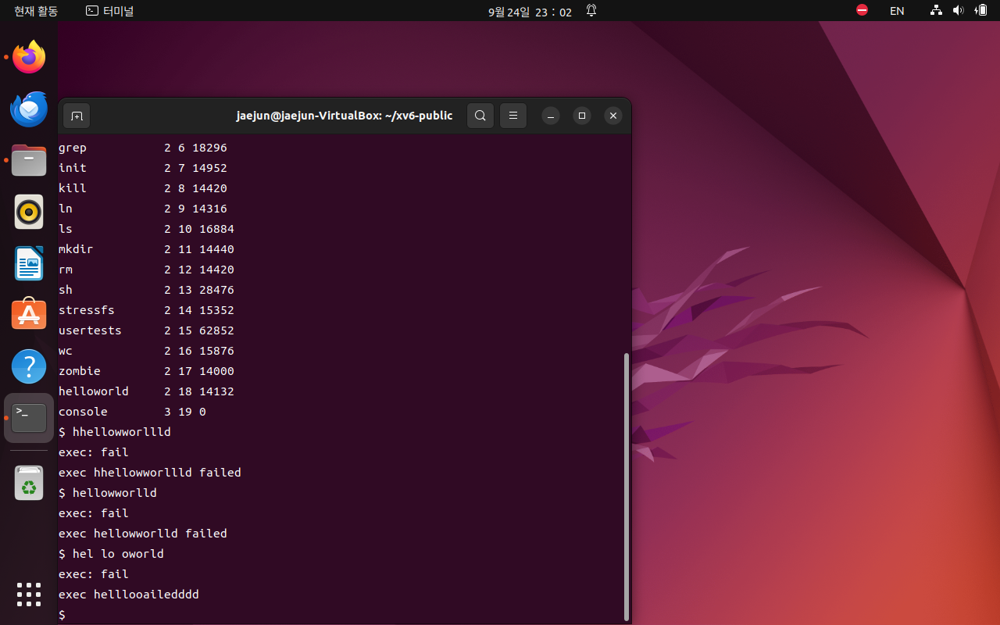 현재 활동 터미널 9월 24일 23 : 02 EN
jaejun@jaejun-VirtualBox: ~/xv6-public
grep 2 6 18296
init 2 7 14952
kill 2 8 14420
ln 2 9 14316
ls 2 10 16884
mkdir 2 11 14440
rm 2 12 14420
sh 2 13 28476
stressfs 2 14 15352
usertests 2 15 62852
wc 2 16 15876
zombie 2 17 14000
helloworld 2 18 14132
console 3 19 0
$ hhellowworllld
exec: fail
exec hhellowworllld failed
$ hellowworlld
exec: fail
exec hellowworlld failed
$ hel lo oworld
exec: fail
exec helllooailedddd
$